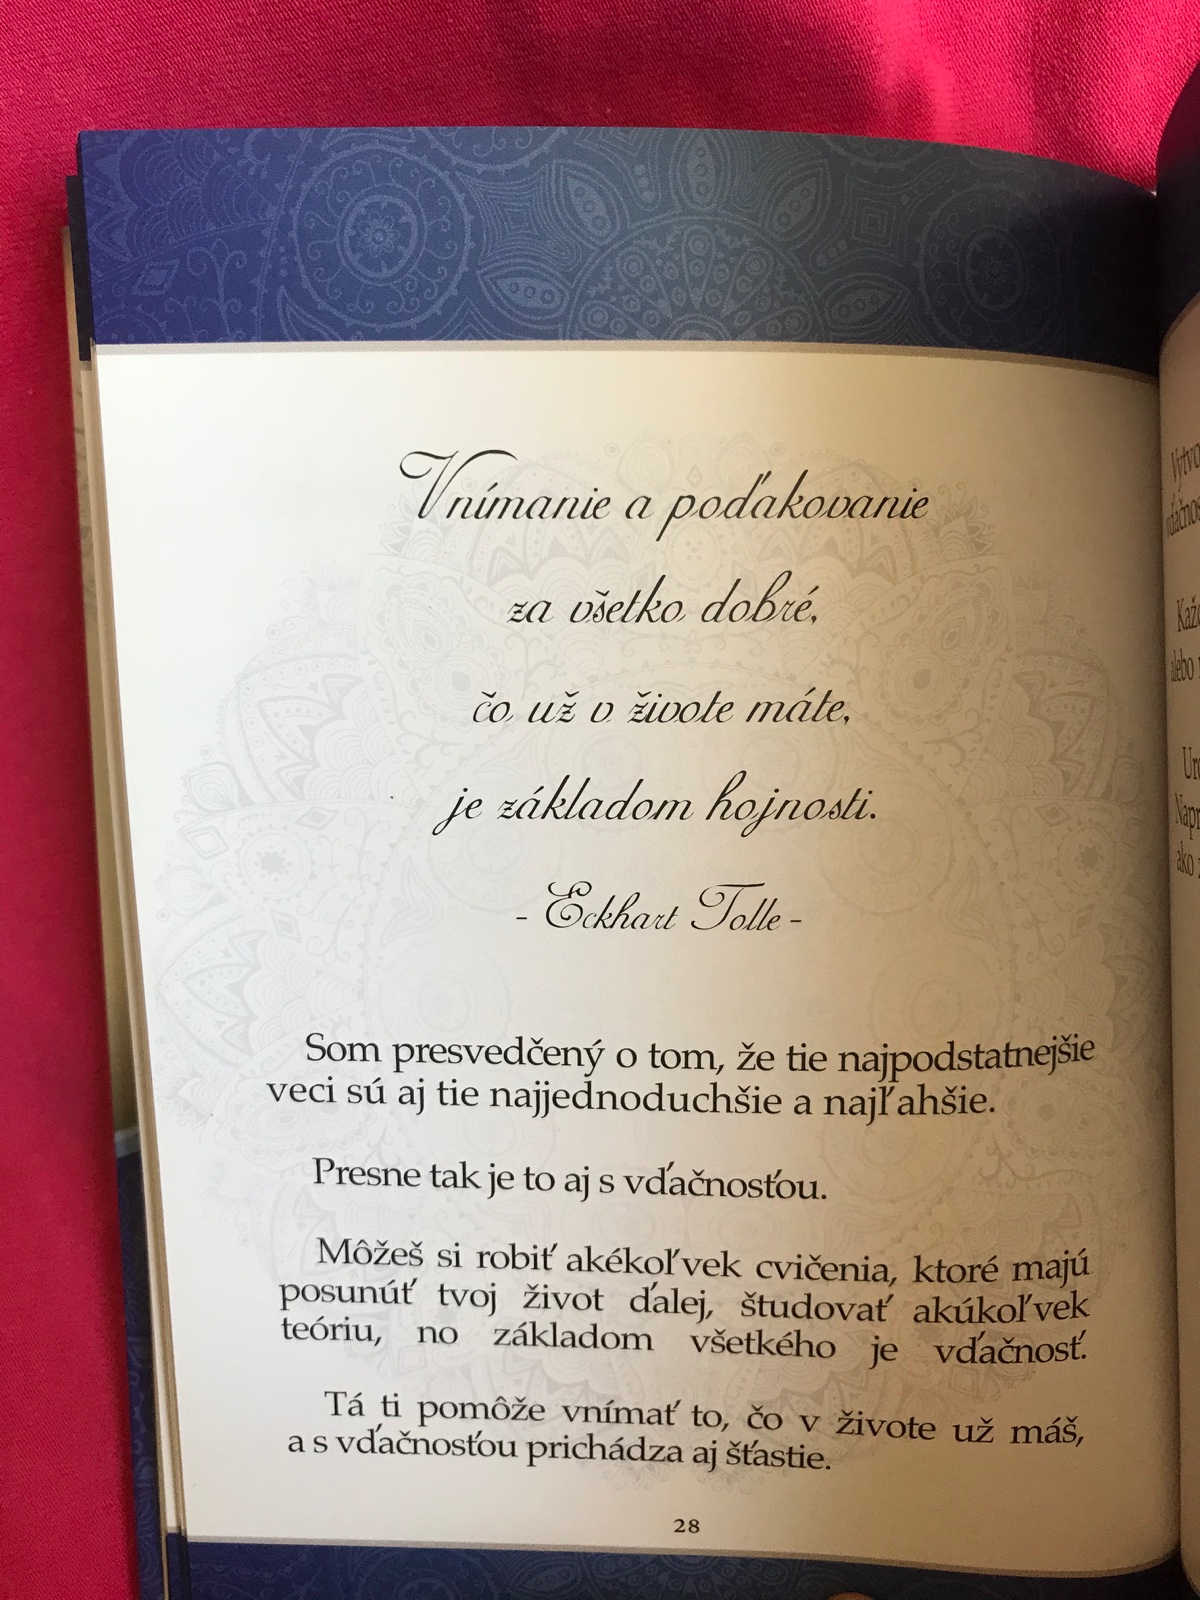 Vnímanie a poďakovanie
za všetko dobré,
čo už v živote máte,
je základom hojnosti.
- Eckhart Tolle -
Som presvedčený o tom, že tie najpodstatnejšie
veci sú aj tie najjednoduchšie a najľahšie.
Presne tak je to aj s vďačnosťou.
Môžeš si robiť akékoľvek cvičenia, ktoré majú
posunúť tvoj život ďalej, študovať akúkoľvek
teóriu, no základom všetkého je vďačnosť.
Tá ti pomôže vnímať to, čo v živote už máš,
a s vďačnosťou prichádza aj šťastie.
28
alebo
ako